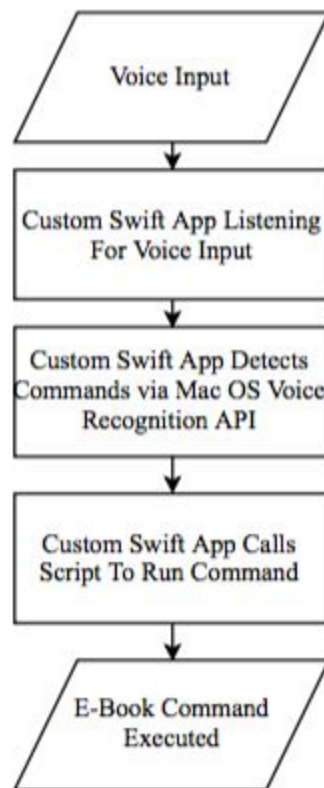 Voice Input
Custom Swift App Listening
For Voice Input
Custom Swift App Detects
Commands via Mac OS Voice
Recognition API
Custom Swift App Calls
Script To Run Command
E-Book Command
Executed